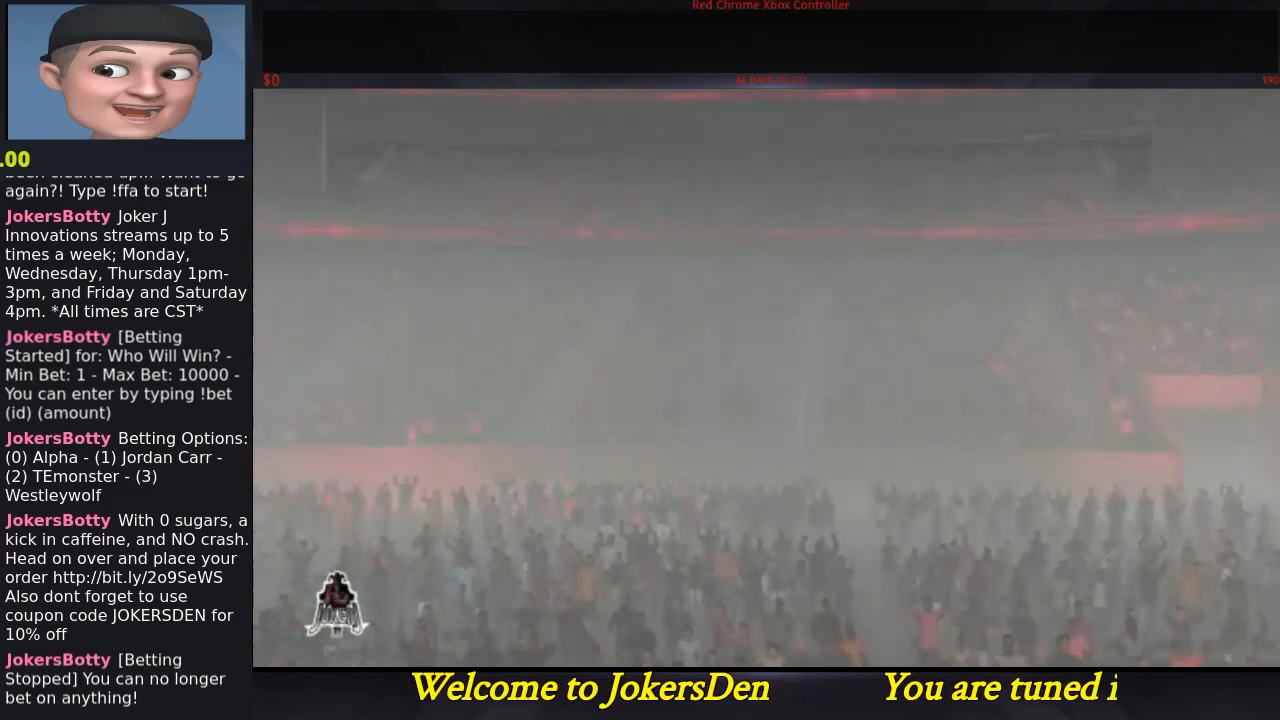 Red Chrome Xbox Controller
$0
41 DAYS TO GO
$90
.00
again?! Type !ffa to start!
JokersBotty Joker J
Innovations streams up to 5
times a week; Monday,
Wednesday, Thursday 1pm-
3pm, and Friday and Saturday
4pm. *All times are CST*
JokersBotty [Betting
Started] for: Who Will Win? -
Min Bet: 1 - Max Bet: 10000 -
You can enter by typing !bet
(id) (amount)
JokersBotty Betting Options:
(0) Alpha - (1) Jordan Carr -
(2) TEmonster - (3)
Westleywolf
JokersBotty With 0 sugars, a
kick in caffeine, and NO crash.
Head on over and place your
order http://bit.ly/2o9SeWS
Also dont forget to use
coupon code JOKERSDEN for
10% off
JokersBotty [Betting
Stopped] You can no longer
bet on anything!
Welcome to JokersDen You are tuned i